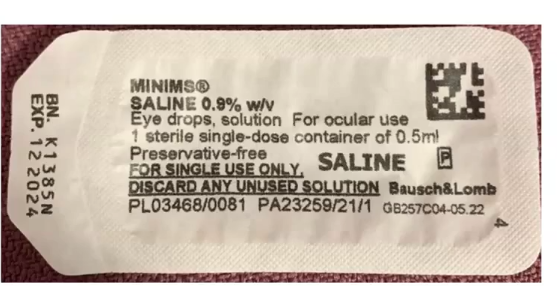 MINIMS®
SALINE 0.9% w/v
Eye drops, solution For ocular use
1 sterile single-dose container of 0.5ml
Preservative-free
FOR SINGLE USE ONLY. SALINE P
DISCARD ANY UNUSED SOLUTION Bausch&Lomb
PL03468/0081 PA23259/21/1 GB257C04-05.22
4
BN. K1385N
EXP. 12 2024